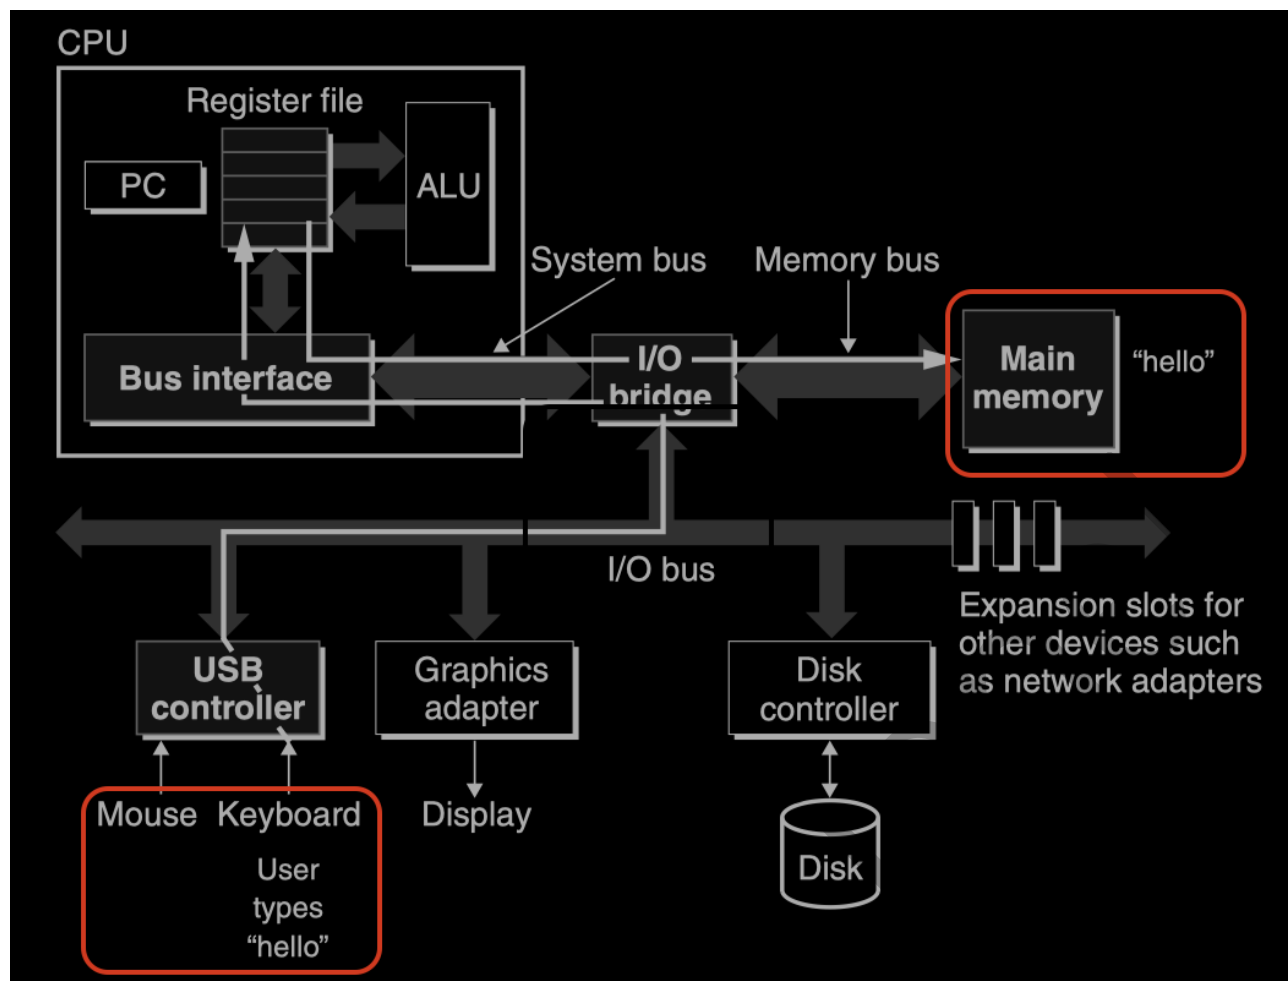 CPU
Register file
PC
ALU
System bus
Memory bus
Bus interface
I/O
bridge
Main
memory
“hello”
I/O bus
Expansion slots for
other devices such
as network adapters
USB
controller
Graphics
adapter
Disk
controller
Mouse
Keyboard
Display
User
types
“hello”
Disk